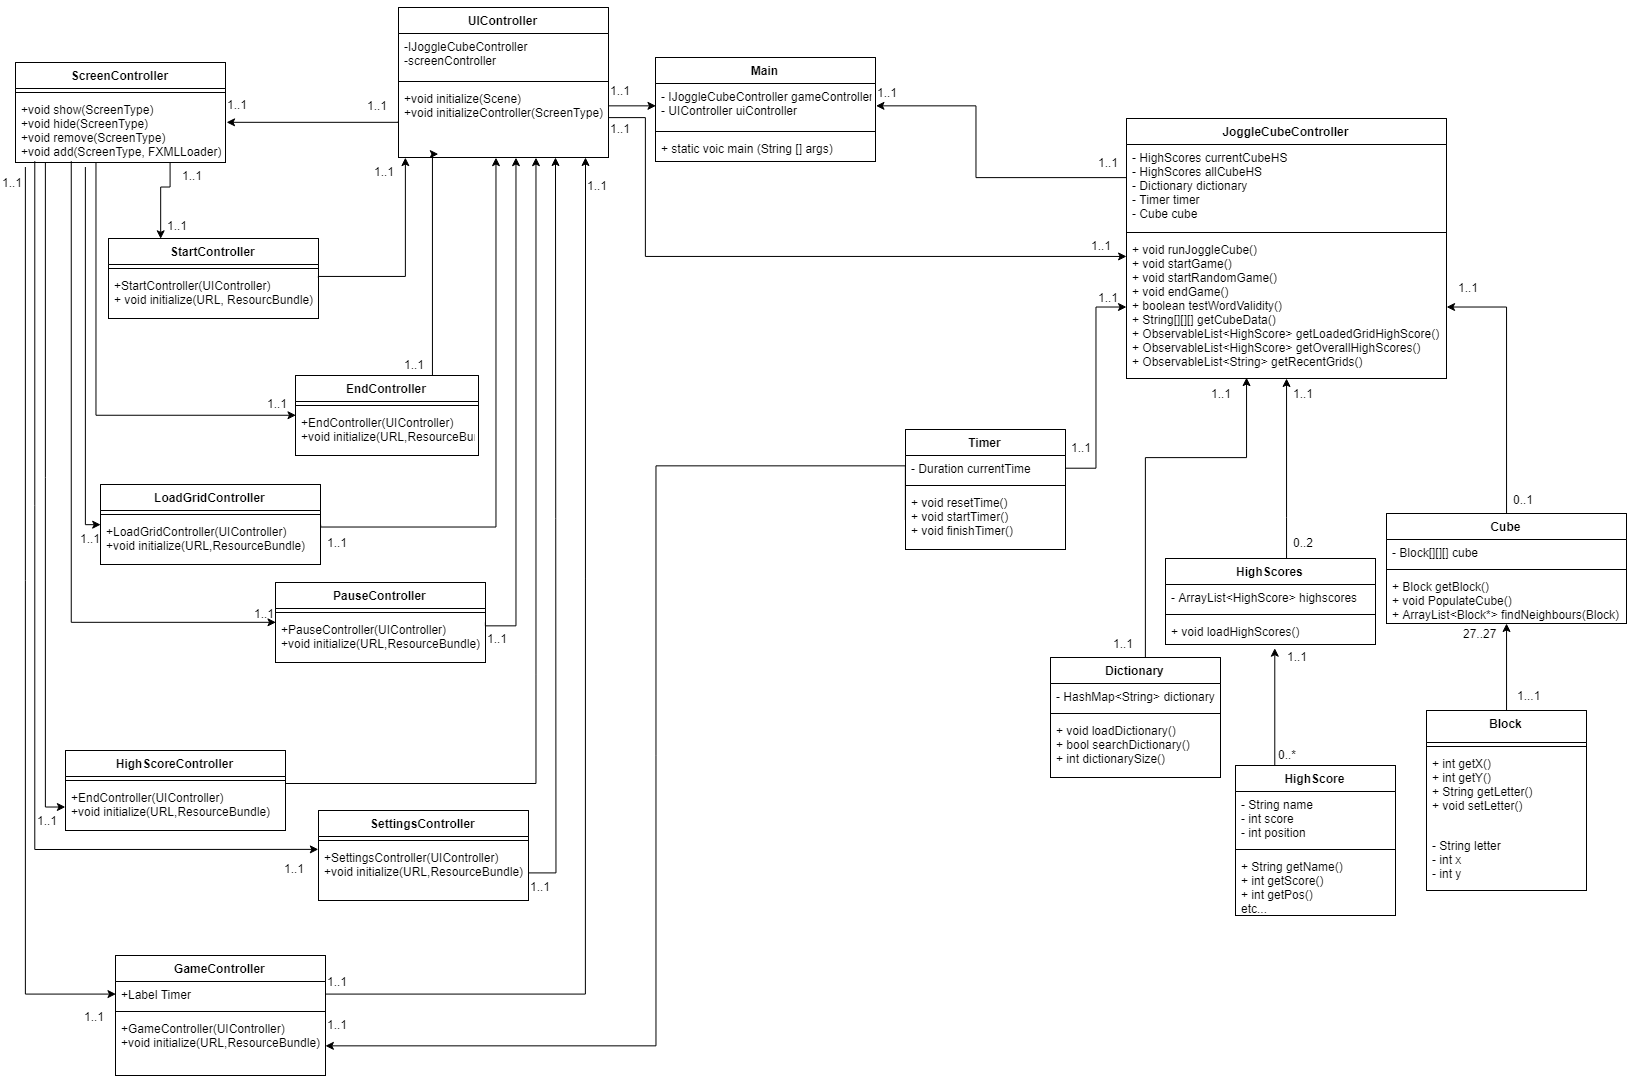 UIController
-IJoggleCubeController
-screenController
+void initialize(Scene)
+void initializeController(ScreenType)
ScreenController
+void show(ScreenType)
+void hide(ScreenType)
+void remove(ScreenType)
+void add(ScreenType, FXMLLoader)
Main
- IJoggleCubeController gameController
- UIController uiController
+ static voic main (String [] args)
JoggleCubeController
- HighScores currentCubeHS
- HighScores allCubeHS
- Dictionary dictionary
- Timer timer
- Cube cube
+ void runJoggleCube()
+ void startGame()
+ void startRandomGame()
+ void endGame()
+ boolean testWordValidity()
+ String[][][] getCubeData()
+ ObservableList<HighScore> getLoadedGridHighScore()
+ ObservableList<HighScore> getOverallHighScores()
+ ObservableList<String> getRecentGrids()
1..1
1..1
1..1
1..1
1..1
1..1
1..1
1..1
1..1
1..1
1..1
1..1
StartController
+StartController(UIController)
+ void initialize(URL, ResourcBundle)
1..1
1..1
1..1
EndController
+EndController(UIController)
+void initialize(URL,ResourceBu
1..1
1..1
1..1
1..1
Timer
- Duration currentTime
+ void resetTime()
+ void startTimer()
+ void finishTimer()
1..1
LoadGridController
+LoadGridController(UIController)
+void initialize(URL,ResourceBundle)
1..1
1..1
0..1
Cube
- Block[][][] cube
+ Block getBlock()
+ void PopulateCube()
+ ArrayList<Block*> findNeighbours(Block)
27..27
0..2
HighScores
- ArrayList<HighScore> highscores
+ void loadHighScores()
1..1
PauseController
+PauseController(UIController)
+void initialize(URL,ResourceBundle)
1..1
1..1
1..1
Dictionary
- HashMap<String> dictionary
+ void loadDictionary()
+ bool searchDictionary()
+ int dictionarySize()
1...1
Block
+ int getX()
+ int getY()
+ String getLetter()
+ void setLetter()
- String letter
- int x
- int y
0..*
HighScore
- String name
- int score
- int position
+ String getName()
+ int getScore()
+ int getPos()
etc...
HighScoreController
+EndController(UIController)
+void initialize(URL,ResourceBundle)
1..1
SettingsController
+SettingsController(UIController)
+void initialize(URL,ResourceBundle)
1..1
1..1
GameController
+Label Timer
+GameController(UIController)
+void initialize(URL,ResourceBundle)
1..1
1..1
1..1